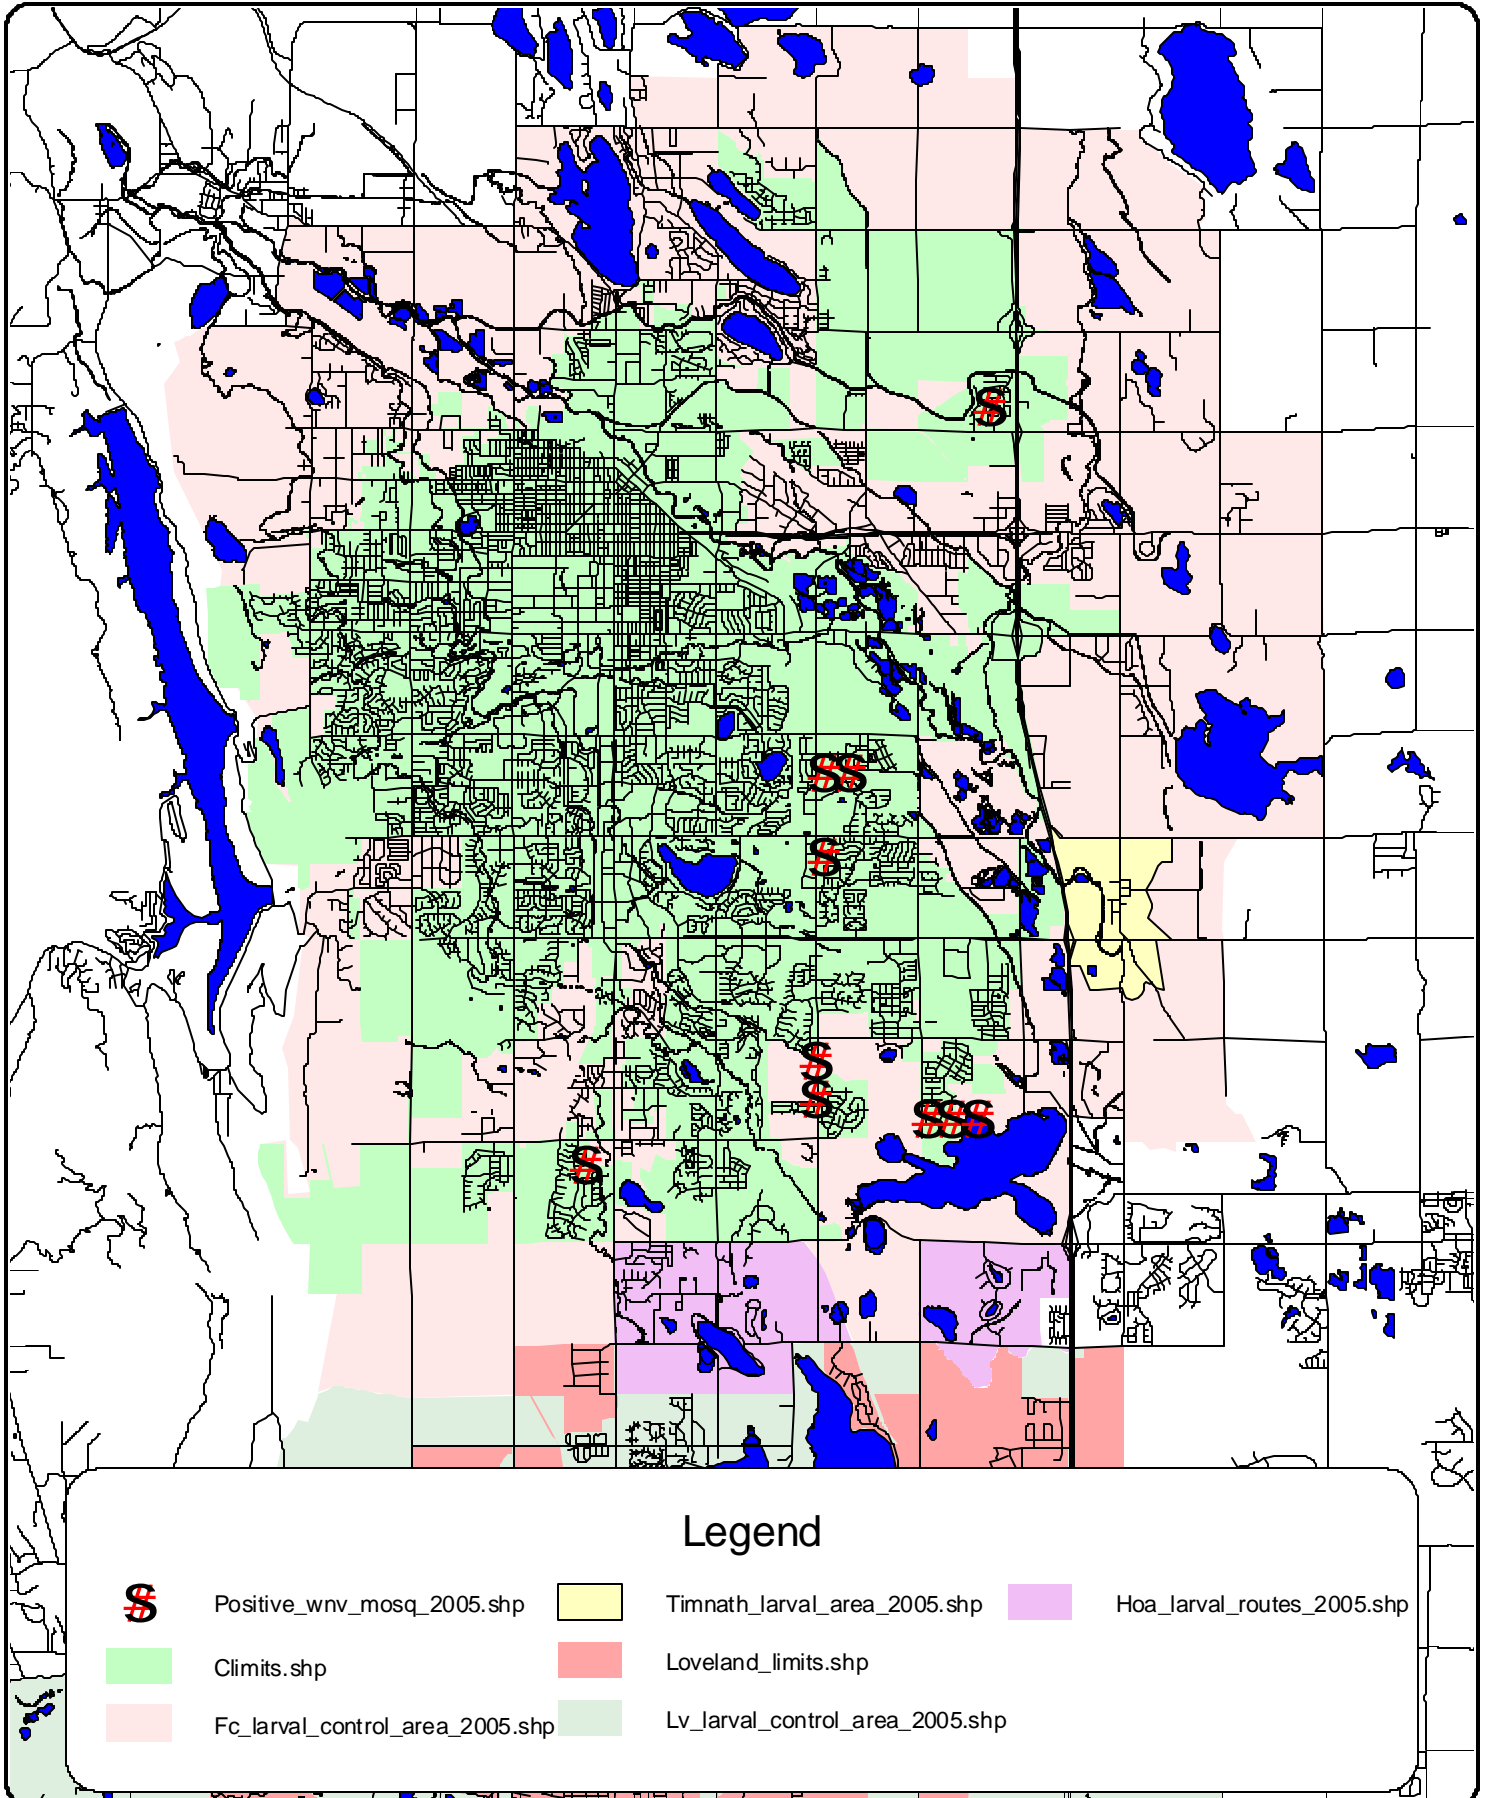 Legend
Positive_wnv_mosq_2005.shp
Climits.shp
Fc_larval_control_area_2005.shp
Timnath_larval_area_2005.shp
Loveland_limits.shp
Lv_larval_control_area_2005.shp
Hoa_larval_routes_2005.shp